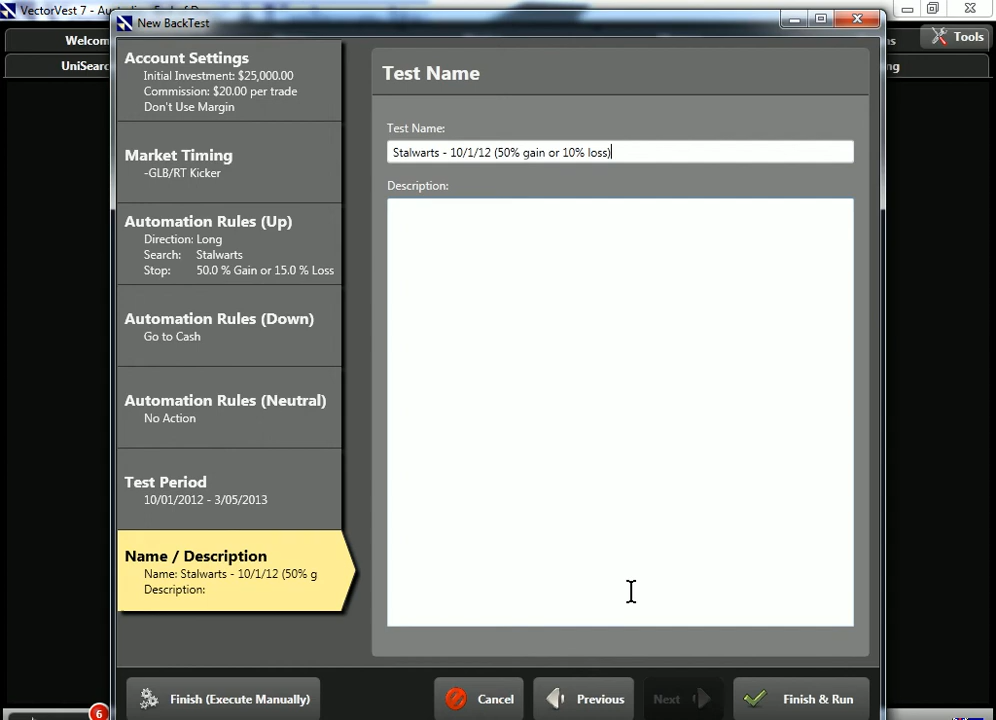 VectorVest 7 -
New BackTest
Welcom
Tools
UniSearc
ng
Account Settings
Initial Investment: $25,000.00
Commission: $20.00 per trade
Don't Use Margin
Market Timing
-GLB/RT Kicker
Automation Rules (Up)
Direction: Long
Search: Stalwarts
Stop: 50.0 % Gain or 15.0 % Loss
Automation Rules (Down)
Go to Cash
Automation Rules (Neutral)
No Action
Test Period
10/01/2012 - 3/05/2013
Name / Description
Name: Stalwarts - 10/1/12 (50% g
Description:
Test Name
Test Name:
Stalwarts - 10/1/12 (50% gain or 10% loss)
Description:
Finish (Execute Manually)
Cancel
Previous
Next
Finish & Run
6